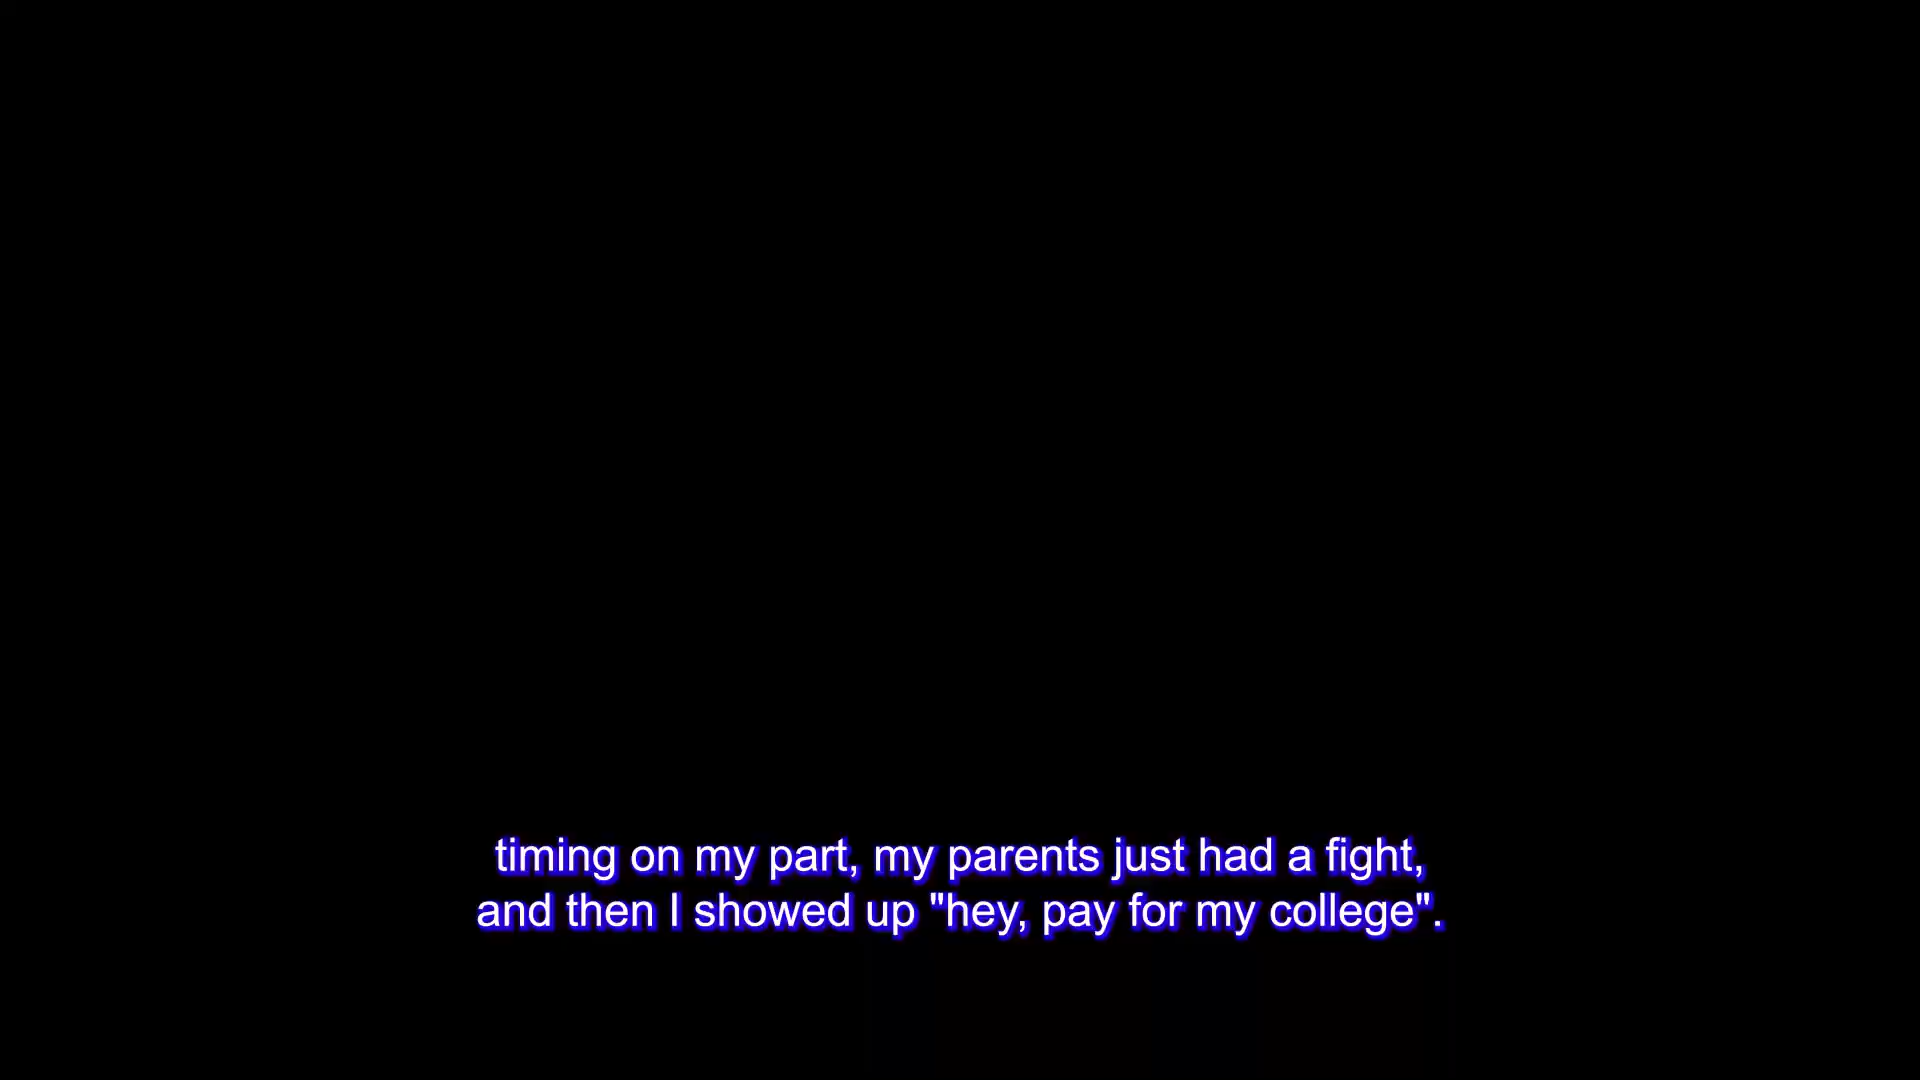 timing on my part, my parents just had a fight,
and then I showed up "hey, pay for my college".